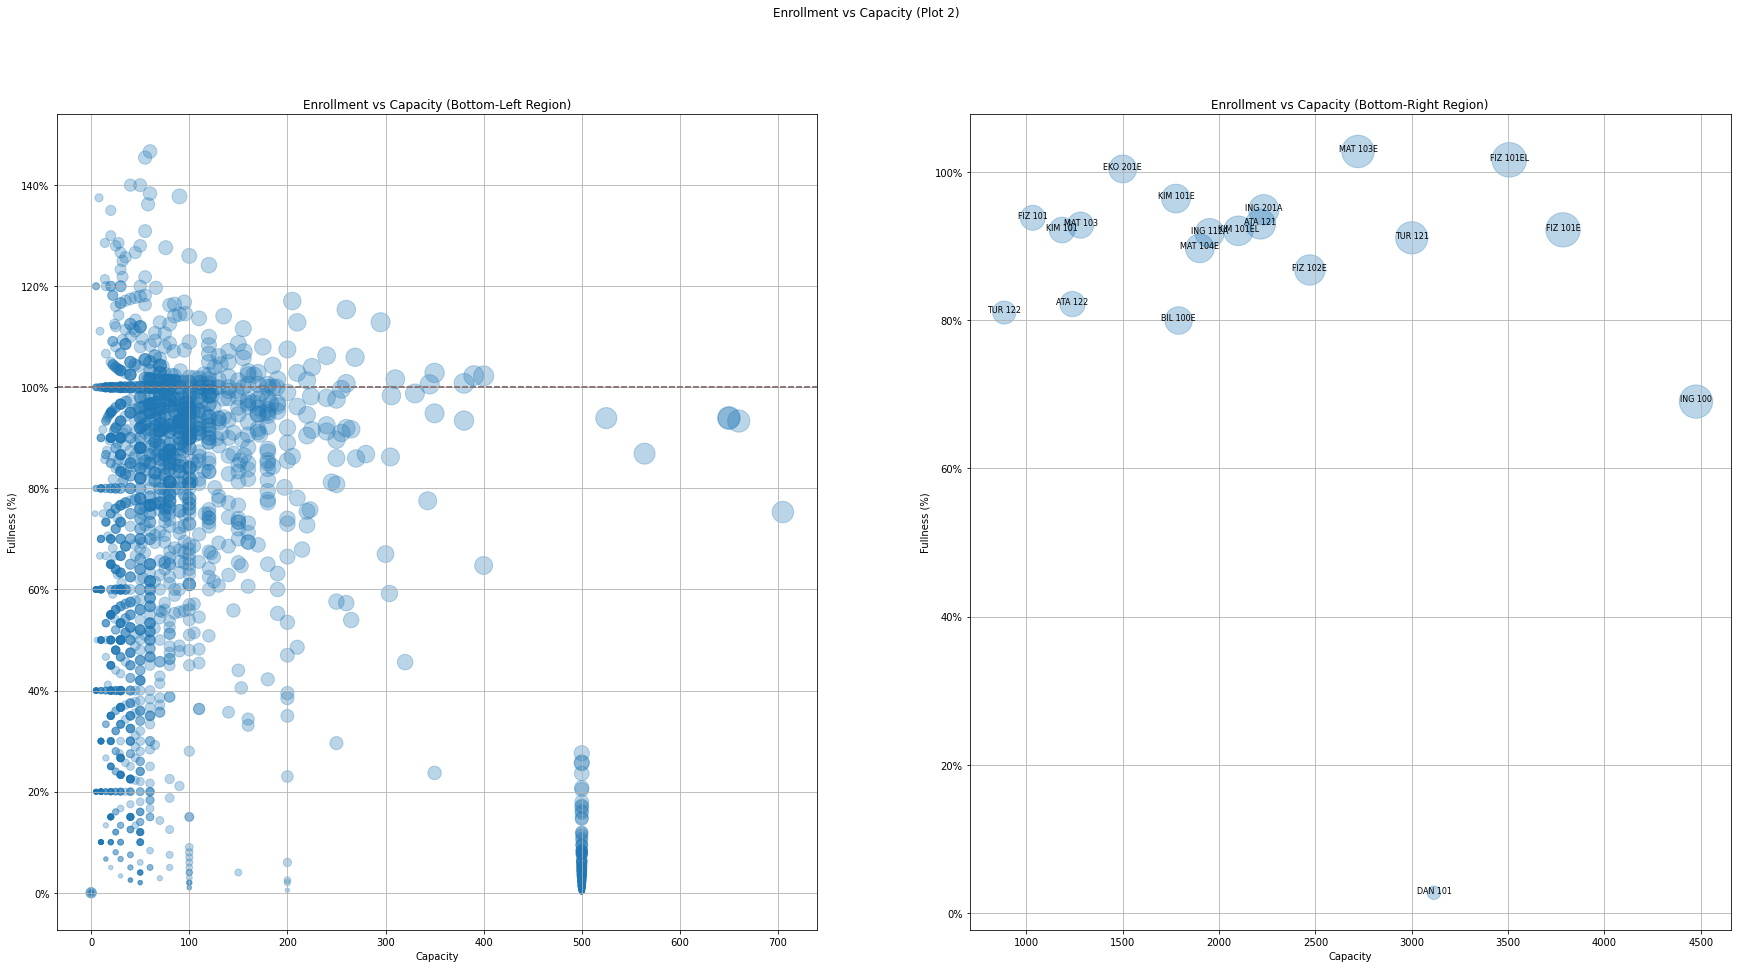 Enrollment vs Capacity (Plot 2)
Enrollment vs Capacity (Bottom-Left Region)
140%
120%
100%
80%
60%
40%
20%
0%
Fullness (%)
0 100 200 300 400 500 600 700
Capacity
Enrollment vs Capacity (Bottom-Right Region)
100%
80%
60%
40%
20%
0%
Fullness (%)
MAT 103E
FIZ 101EL
EKO 201E
KIM 101E
ING 201A
FIZ 101
MAT 103
ATA 121
KIM 101
ING 112A
KIM 101EL
TUR 121
FIZ 101E
MAT 104E
FIZ 102E
ATA 122
TUR 122
BIL 100E
ING 100
DAN 101
1000 1500 2000 2500 3000 3500 4000 4500
Capacity